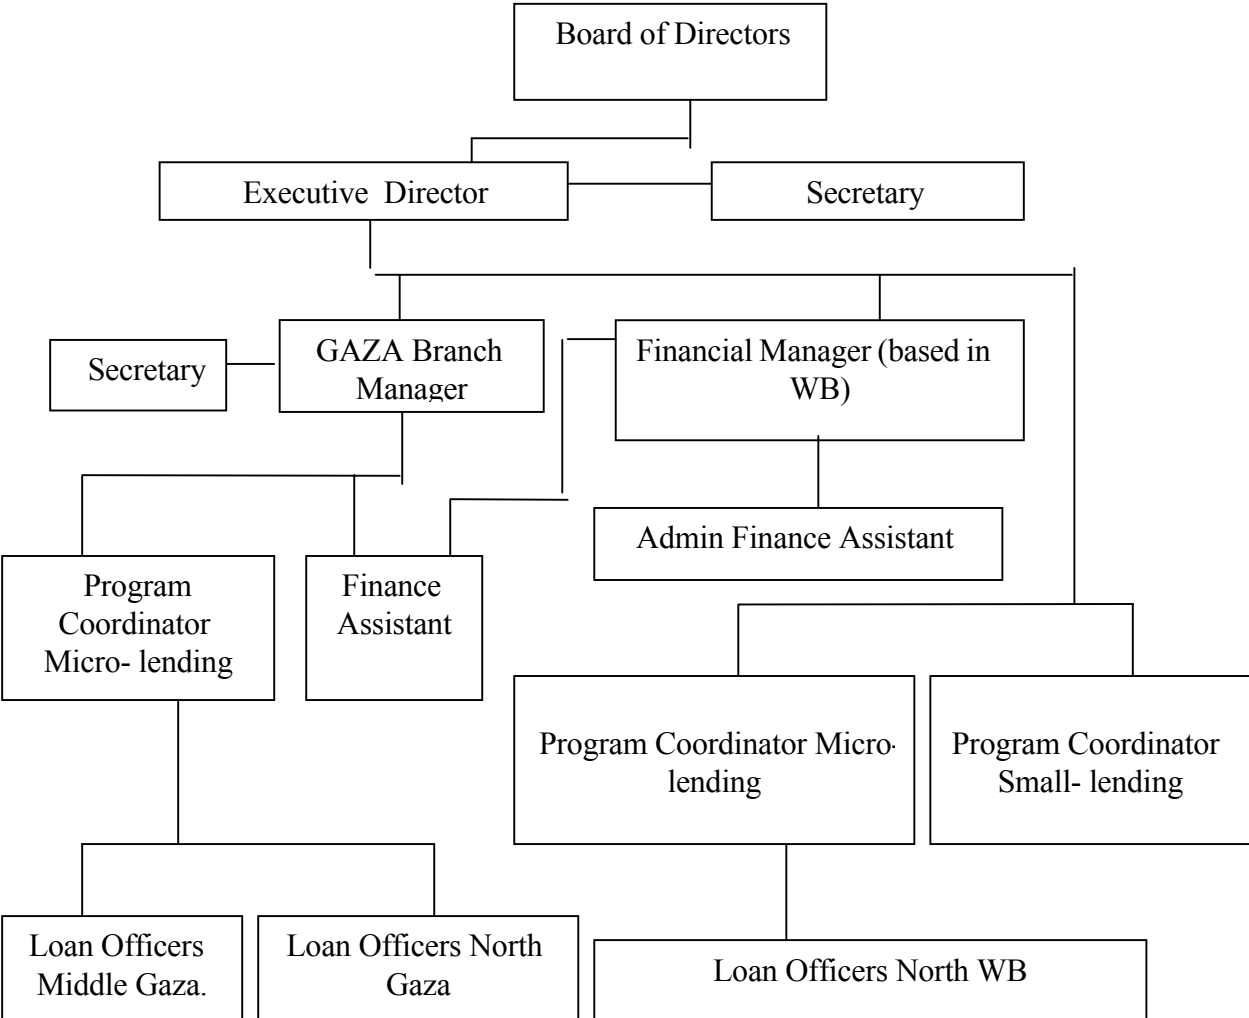 Board of Directors
Executive Director
Secretary
Secretary
GAZA Branch
Manager
Financial Manager (based in
WB)
Admin Finance Assistant
Program
Coordinator
Micro- lending
Finance
Assistant
Program Coordinator Micro-
lending
Program Coordinator
Small- lending
Loan Officers
Middle Gaza.
Loan Officers North
Gaza
Loan Officers North WB